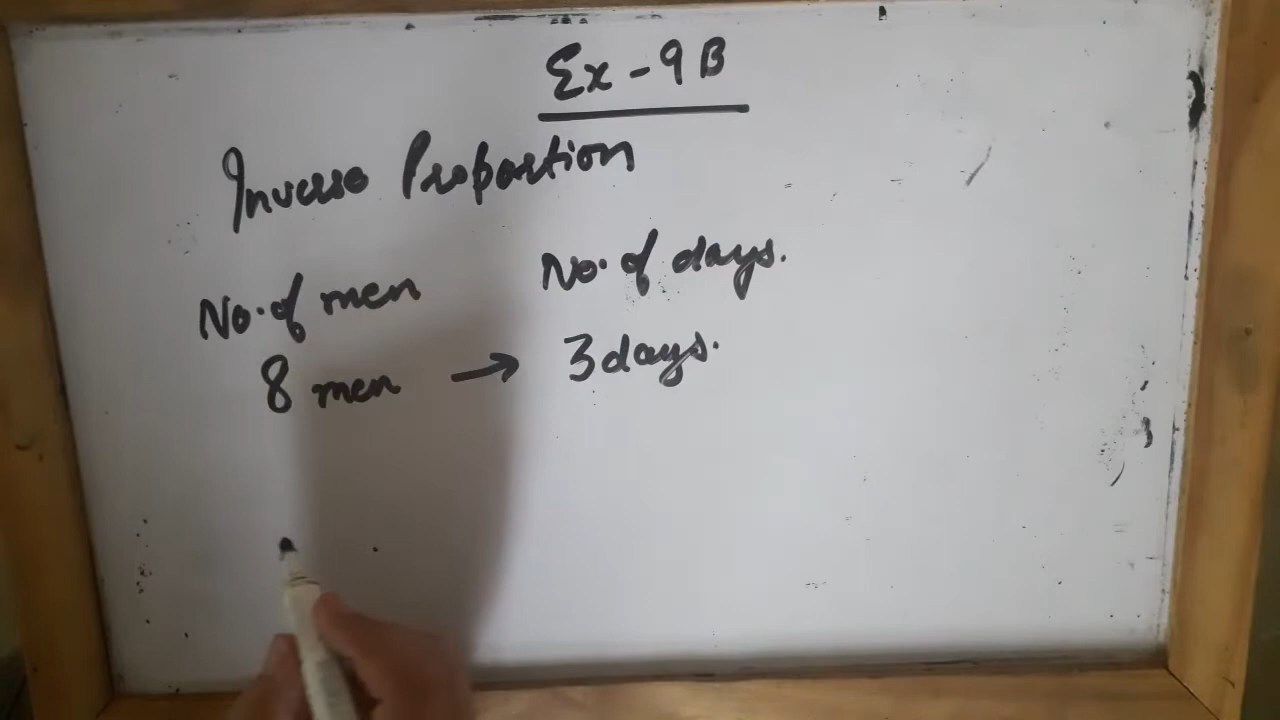 Ex-9B
Inverse Proportion
No. of men No. of days.
8 men → 3 days.